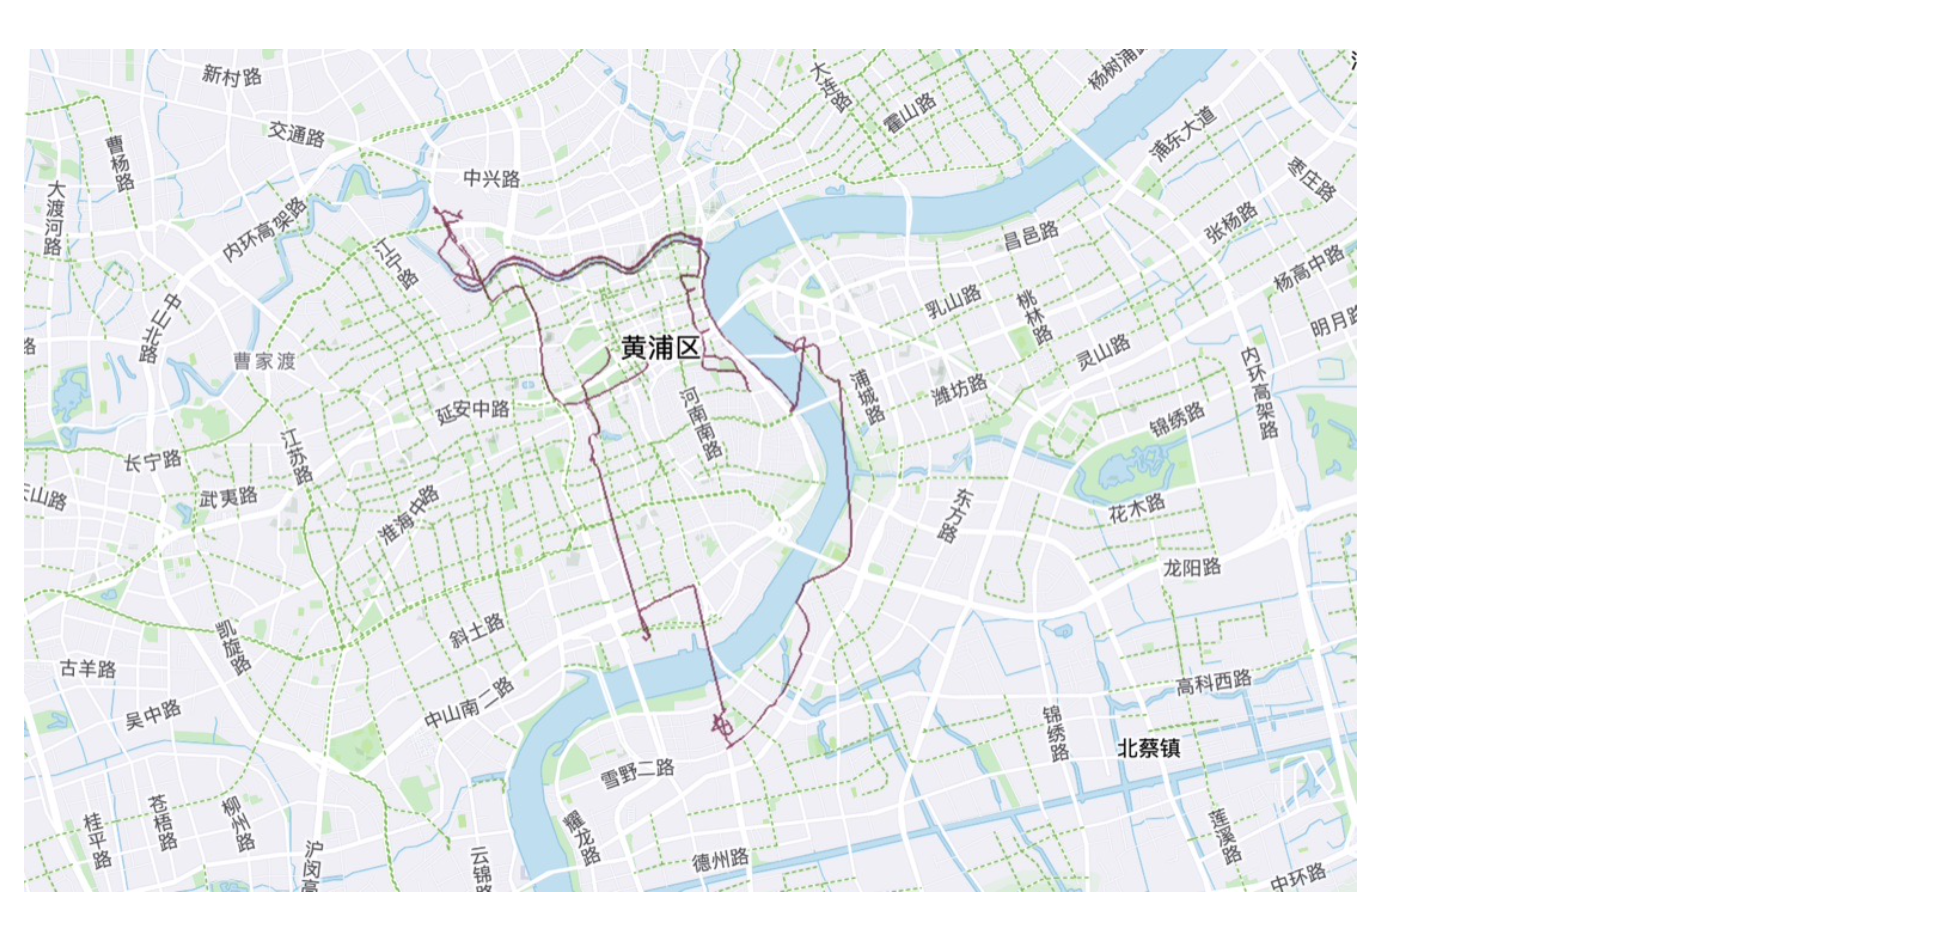 新村路
大连路
杨树浦路
霍山路
交通路
浦东大道
曹杨路
中兴路
枣庄路
大渡河路
内环高架路
江宁路
昌邑路
张杨路
杨高中路
中山北路
乳山路
桃林路
明月路
路
黄浦区
曹家渡
灵山路
内环高架路
浦城路
潍坊路
河南南路
延安中路
锦绣路
江苏路
长宁路
山路
武夷路
淮海中路
东方路
花木路
龙阳路
凯旋路
斜土路
古羊路
高科西路
中山南二路
吴中路
锦绣路
北蔡镇
雪野二路
桂平路
苍梧路
柳州路
耀龙路
莲溪路
沪闵高
云锦路
德州路
中环路